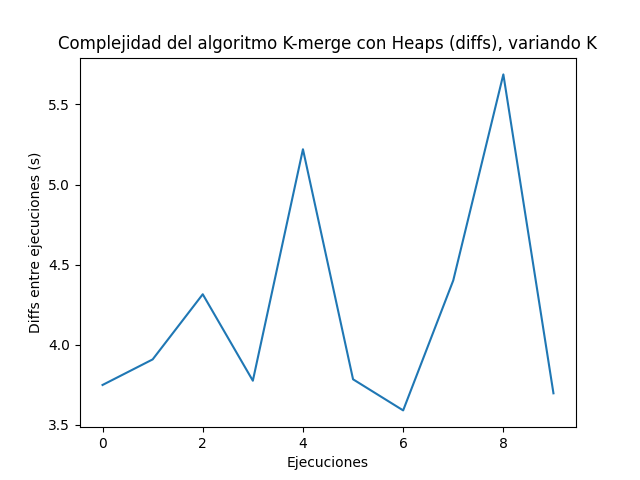 Complejidad del algoritmo K-merge con Heaps (diffs), variando K
Diffs entre ejecuciones (s)
5.5
5.0
4.5
4.0
3.5
0 2 4 6 8
Ejecuciones